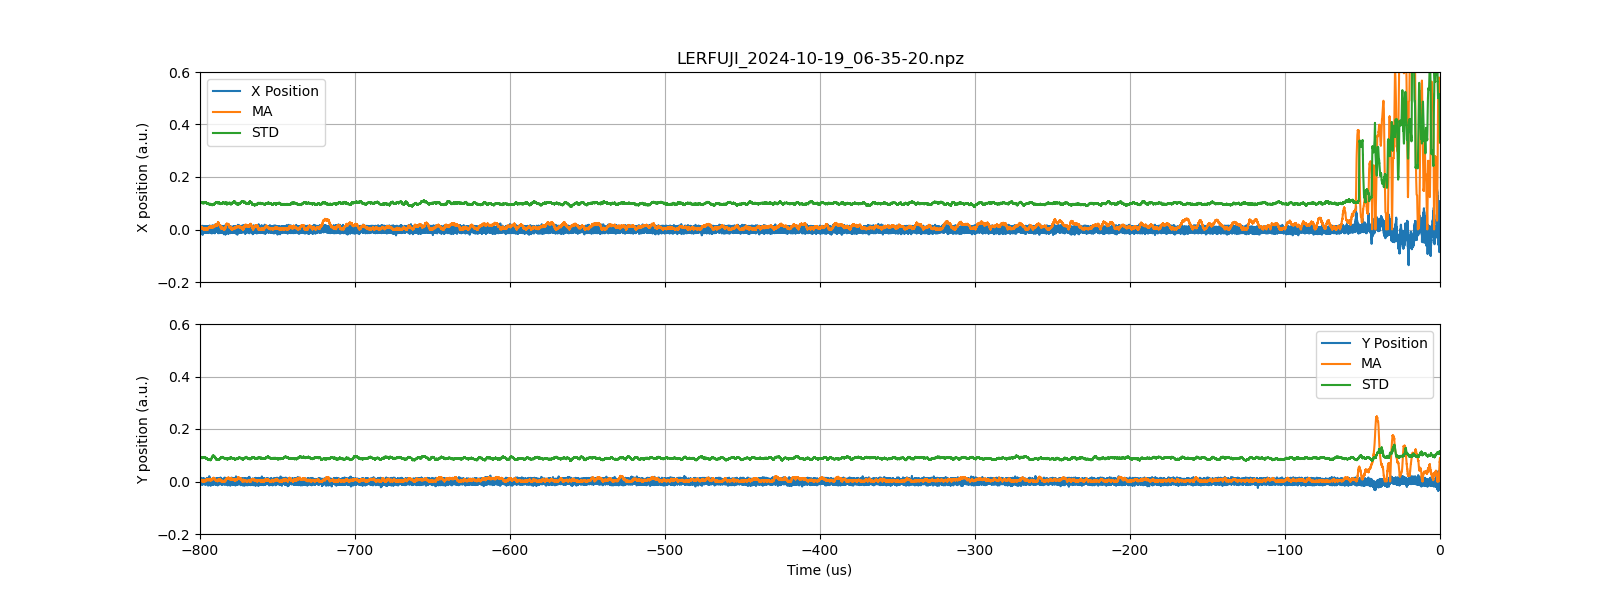 LERFUJI_2024-10-19_06-35-20.npz
0.6
0.4
0.2
0.0
−0.2
X position (a.u.)
X Position
MA
STD
0.6
0.4
0.2
0.0
−0.2
Y position (a.u.)
Y Position
MA
STD
−800 −700 −600 −500 −400 −300 −200 −100 0
Time (us)